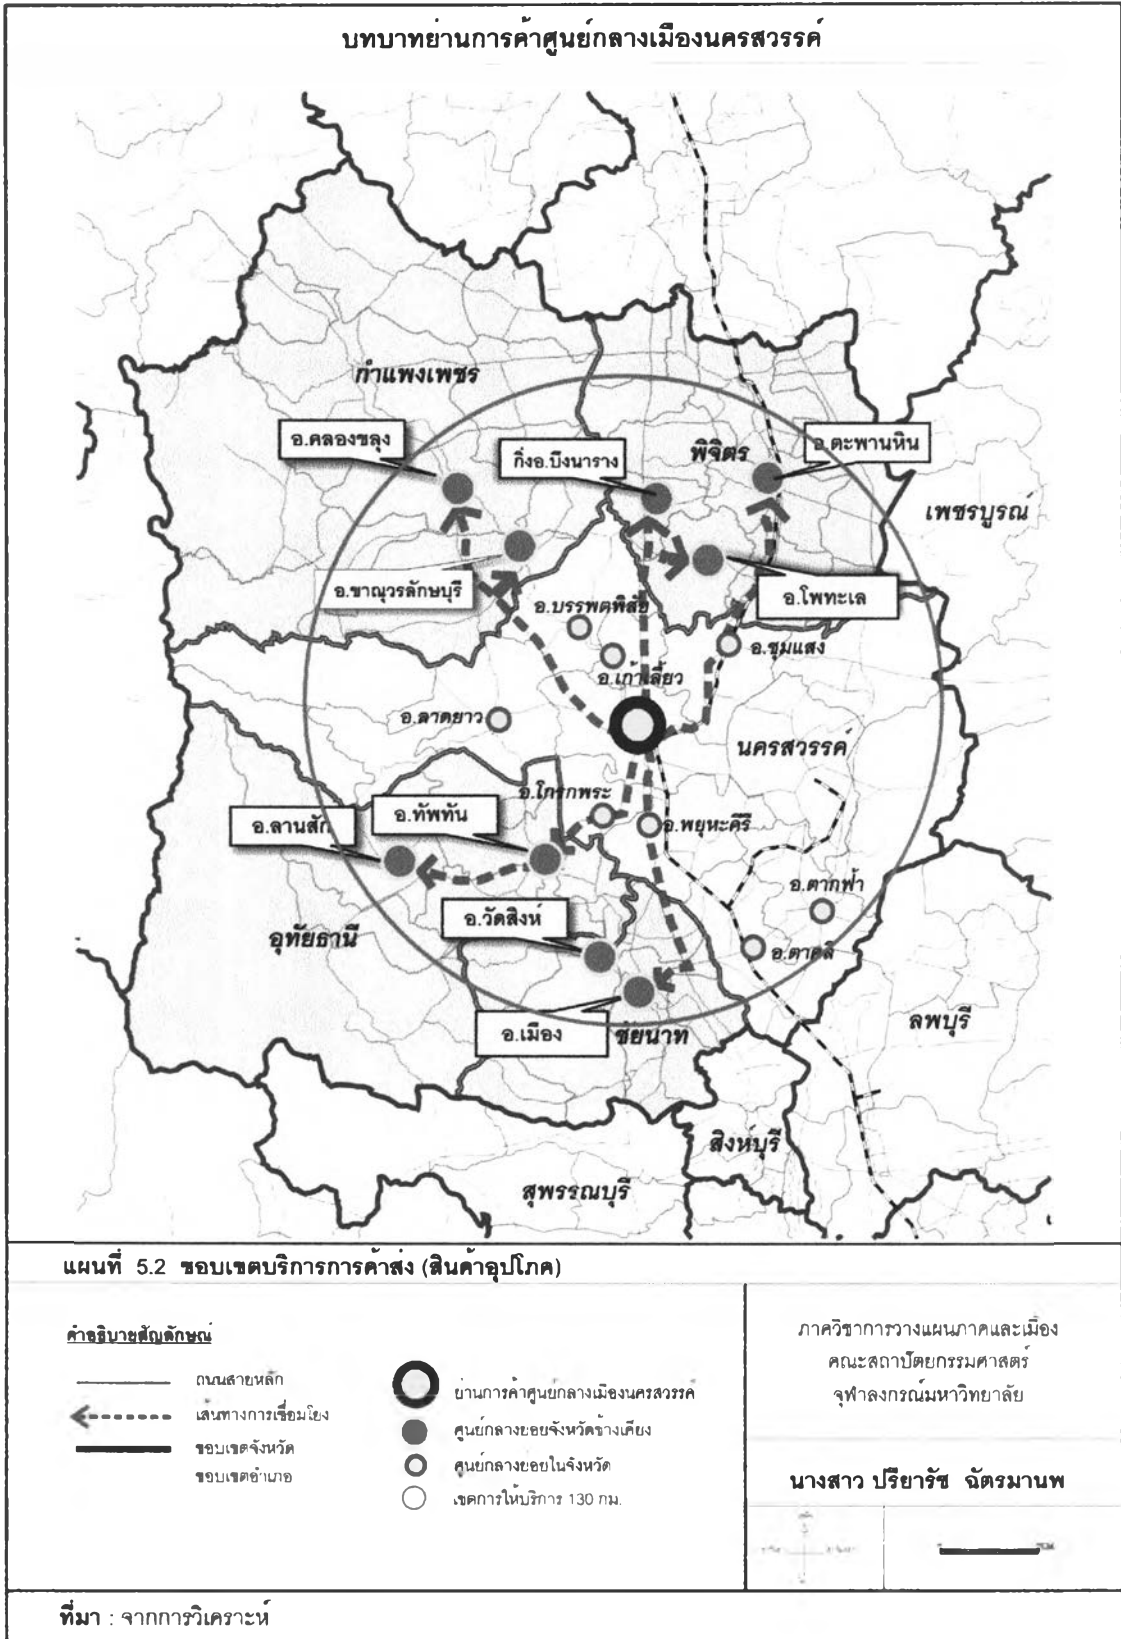 บทบาทย่านการค้าศูนย์กลางเมืองนครสวรรค์
กำแพงเพชร
อ.คลองขลุง
กิ่งอ.บึงนาราง
พิจิตร
อ.ตะพานหิน
เพชรบูรณ์
อ.ขาณุวรลักษบุรี
อ.บรรพตพิสัย
อ.โพทะเล
อ.ชุมแสง
อ.เก้าเลี้ยว
อ.ลาดยาว
นครสวรรค์
อ.โกรกพระ
อ.ลานสัก
อ.ทัพทัน
อ.พยุหะคีรี
อ.ตากฟ้า
อ.วัดสิงห์
อุทัยธานี
อ.ตาคลี
อ.เมือง
ชัยนาท
ลพบุรี
สิงห์บุรี
สุพรรณบุรี
แผนที่ 5.2 ขอบเขตบริการการค้าส่ง (สินค้าอุปโภค)
คำอธิบายสัญลักษณ์
ถนนสายหลัก
เส้นทางการเชื่อมโยง
ขอบเขตจังหวัด
ขอบเขตอำเภอ
ย่านการค้าศูนย์กลางเมืองนครสวรรค์
ศูนย์กลางย่อยจังหวัดข้างเคียง
ศูนย์กลางย่อยในจังหวัด
เขตการให้บริการ 130 กม.
ภาควิชาการวางแผนภาคและเมือง
คณะสถาปัตยกรรมศาสตร์
จุฬาลงกรณ์มหาวิทยาลัย
นางสาว ปรียารัช ฉัตรมานพ
ที่มา : จากการวิเคราะห์